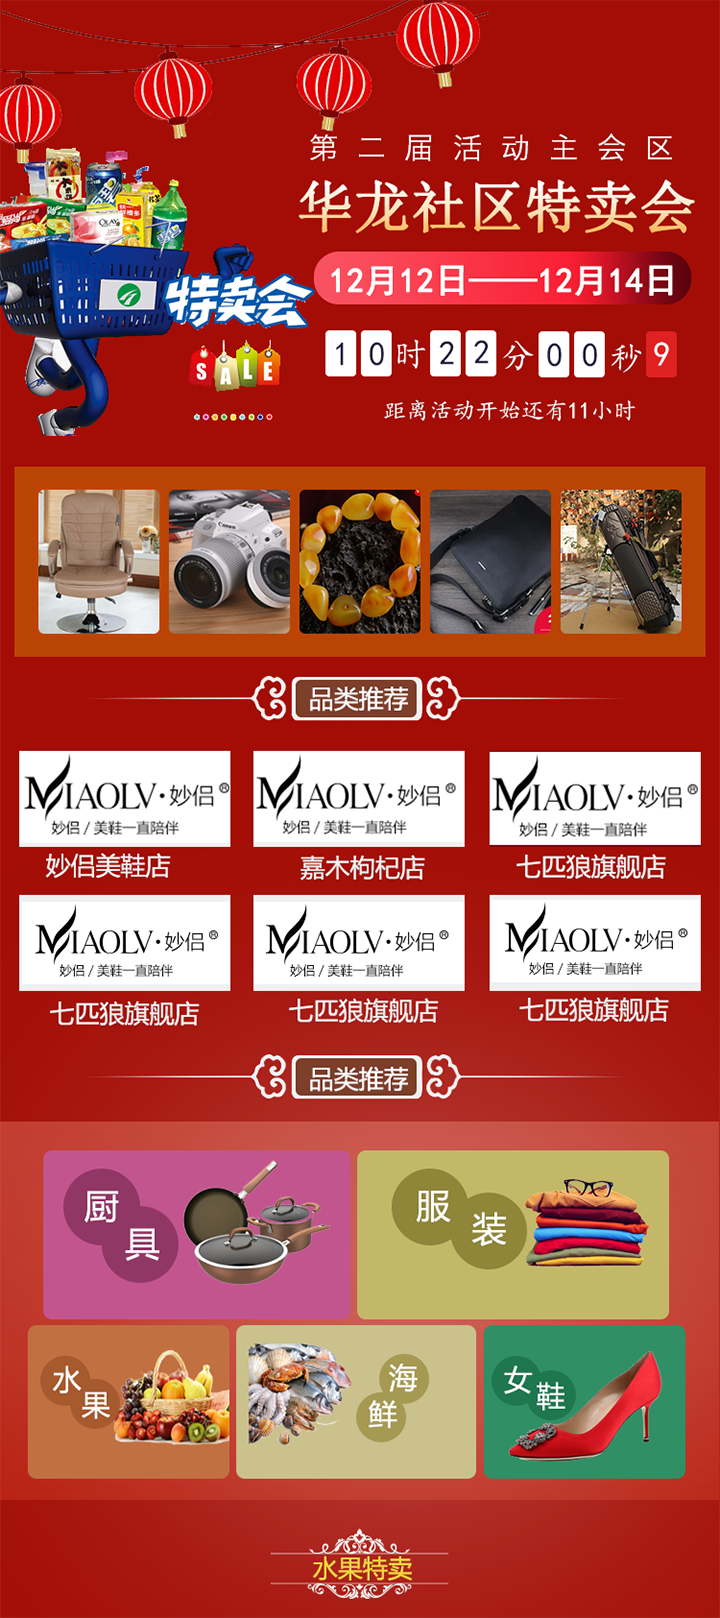 第二届活动主会区
华龙社区特卖会
12月12日——12月14日
特卖会
10时22分00秒9
SALE
距离活动开始还有11小时
OLAY
Canon
品类推荐
MIAOLV·妙侣®
妙侣/美鞋一直陪伴
妙侣美鞋店
MIAOLV·妙侣®
妙侣/美鞋一直陪伴
嘉木枸杞店
MIAOLV·妙侣®
妙侣/美鞋一直陪伴
七匹狼旗舰店
MIAOLV·妙侣®
妙侣/美鞋一直陪伴
七匹狼旗舰店
MIAOLV·妙侣®
妙侣/美鞋一直陪伴
七匹狼旗舰店
MIAOLV·妙侣®
妙侣/美鞋一直陪伴
七匹狼旗舰店
品类推荐
厨具
服装
水果
海鲜
女鞋
水果特卖